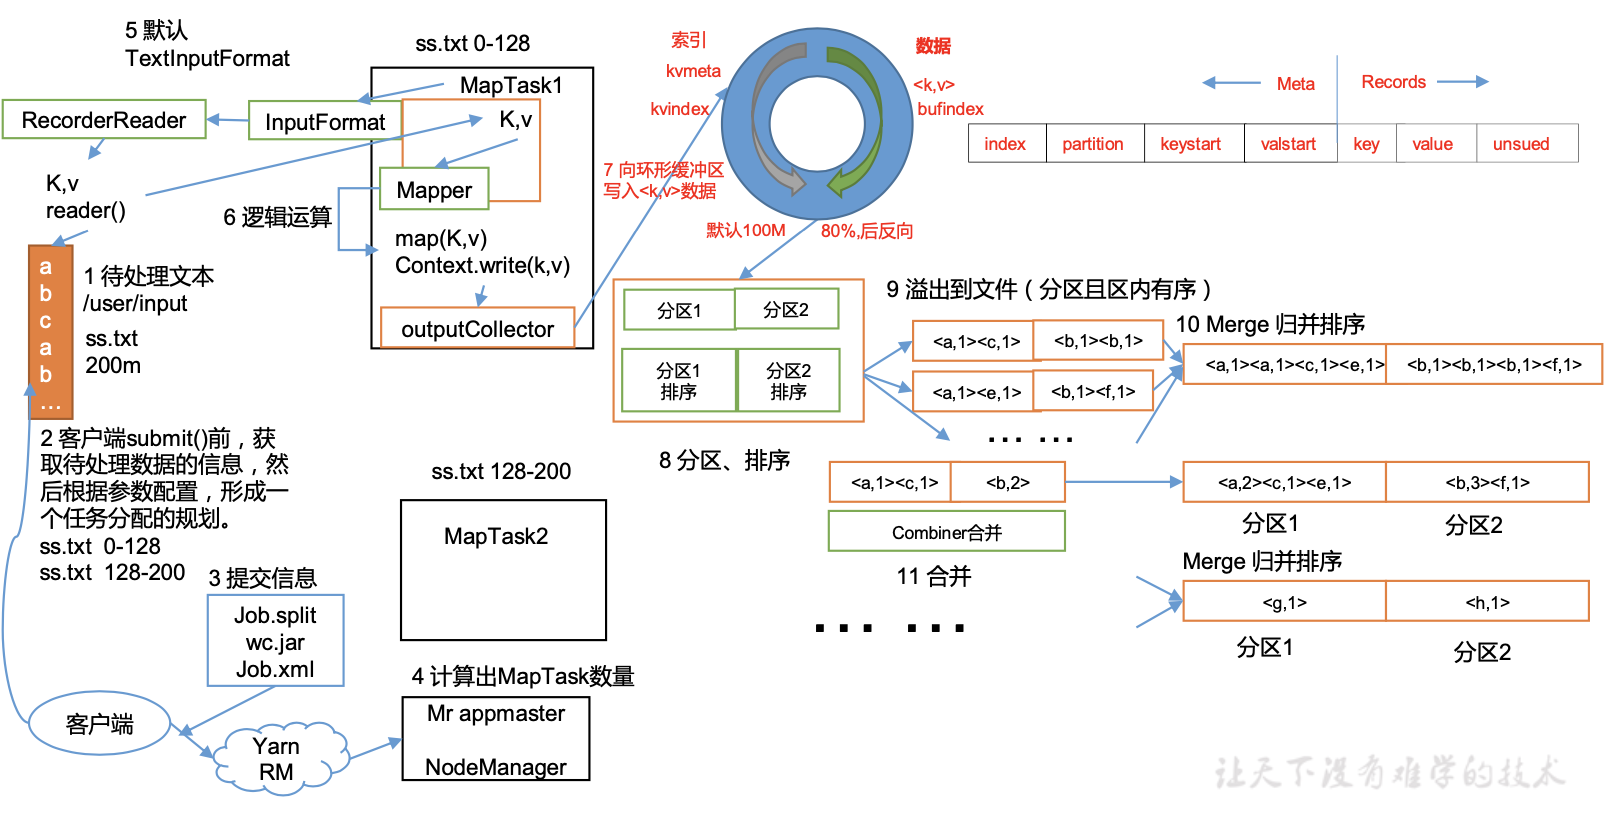 5 默认
TextInputFormat
RecorderReader
InputFormat
K,v
reader()
a
b
c
a
b
...
1 待处理文本
/user/input
ss.txt
200m
2 客户端submit()前，获
取待处理数据的信息，然
后根据参数配置，形成一
个任务分配的规划。
ss.txt 0-128
ss.txt 128-200
3 提交信息
Job.split
wc.jar
Job.xml
客户端
Yarn
RM
4 计算出MapTask数量
Mr appmaster
NodeManager
ss.txt 0-128
MapTask1
K,v
Mapper
6 逻辑运算
map(K,v)
Context.write(k,v)
outputCollector
ss.txt 128-200
MapTask2
7 向环形缓冲区
写入<k,v>数据
索引
kvmeta
kvindex
数据
<k,v>
bufindex
默认100M
80%,后反向
Meta
Records
index
partition
keystart
valstart
key
value
unsued
分区1
分区2
分区1
排序
分区2
排序
8 分区、排序
9 溢出到文件（分区且区内有序）
<a,1><c,1>
<b,1><b,1>
<a,1><e,1>
<b,1><f,1>
... ...
10 Merge 归并排序
<a,1><a,1><c,1><e,1>
<b,1><b,1><b,1><f,1>
<a,1><c,1>
<b,2>
Combiner合并
11 合并
... ...
<a,2><c,1><e,1>
<b,3><f,1>
分区1
分区2
Merge 归并排序
<g,1>
<h,1>
分区1
分区2
让天下没有难学的技术